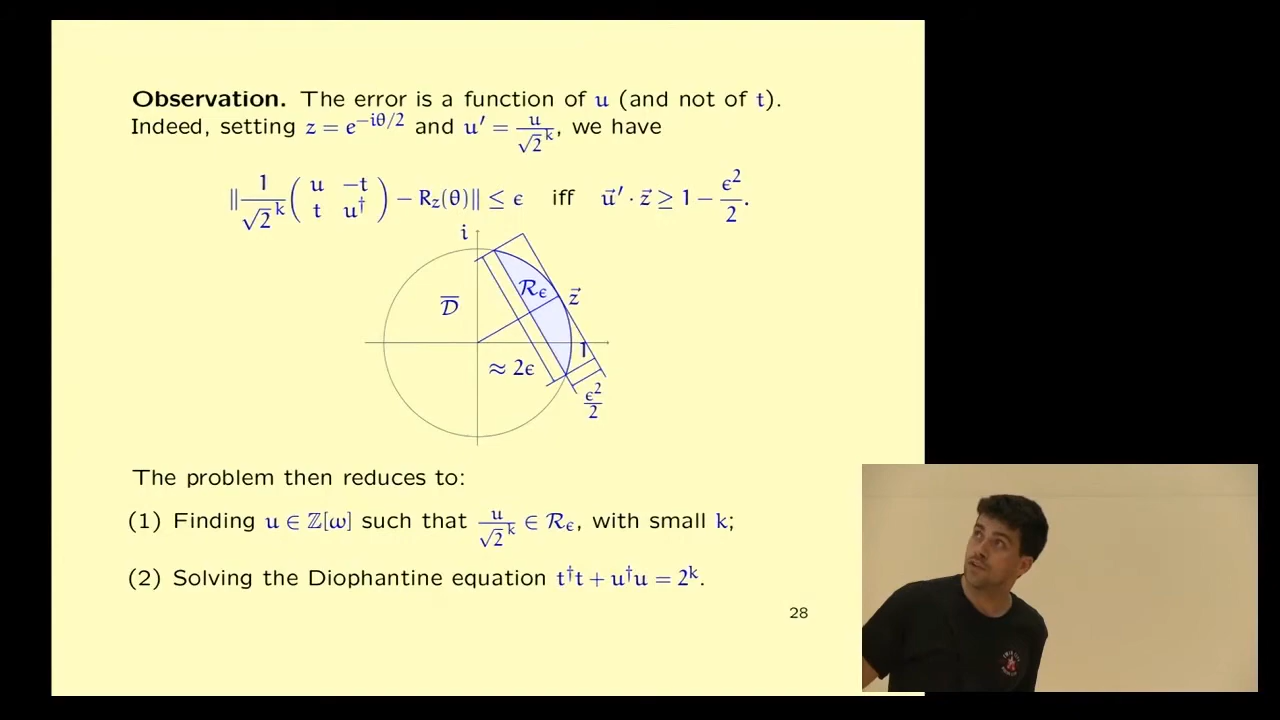 Observation. The error is a function of u (and not of t).
Indeed, setting z = e^{−iθ/2} and u′ = u/√2^k, we have
‖ 1/√2^k ( u −t ; t u† ) − R_z(θ)‖ ≤ ϵ iff u⃗′ · z⃗ ≥ 1 − ϵ²/2.
i
R_ϵ
D̅
z⃗
1
≈ 2ϵ
ϵ²/2
The problem then reduces to:
(1) Finding u ∈ ℤ[ω] such that u/√2^k ∈ R_ϵ, with small k;
(2) Solving the Diophantine equation t†t + u†u = 2^k.
28